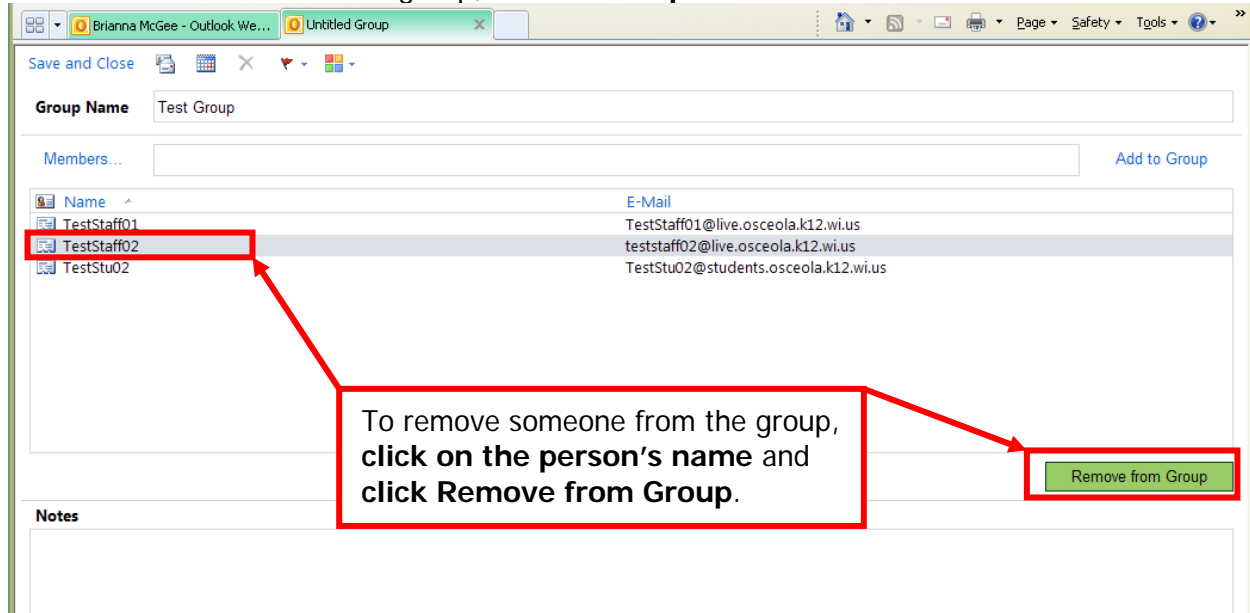 Brianna McGee - Outlook We... Untitled Group X Page Safety Tools »
Save and Close
Group Name Test Group
Members... Add to Group
Name E-Mail
TestStaff01 TestStaff01@live.osceola.k12.wi.us
TestStaff02 teststaff02@live.osceola.k12.wi.us
TestStu02 TestStu02@students.osceola.k12.wi.us
To remove someone from the group,
click on the person’s name and
click Remove from Group.
Remove from Group
Notes